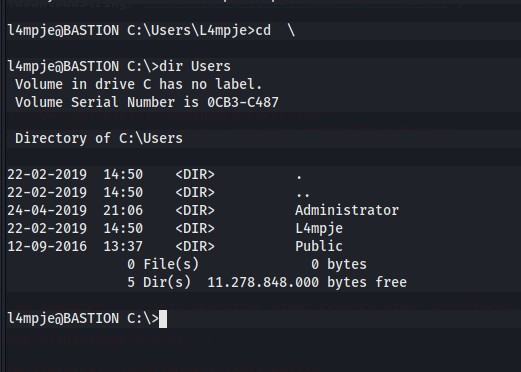 l4mpje@BASTION C:\Users\L4mpje>cd  \
l4mpje@BASTION C:\>dir Users
 Volume in drive C has no label.
 Volume Serial Number is 0CB3-C487
 Directory of C:\Users
22-02-2019  14:50    <DIR>          .
22-02-2019  14:50    <DIR>          ..
24-04-2019  21:06    <DIR>          Administrator
22-02-2019  14:50    <DIR>          L4mpje
12-09-2016  13:37    <DIR>          Public
               0 File(s)              0 bytes
               5 Dir(s)  11.278.848.000 bytes free
l4mpje@BASTION C:\>